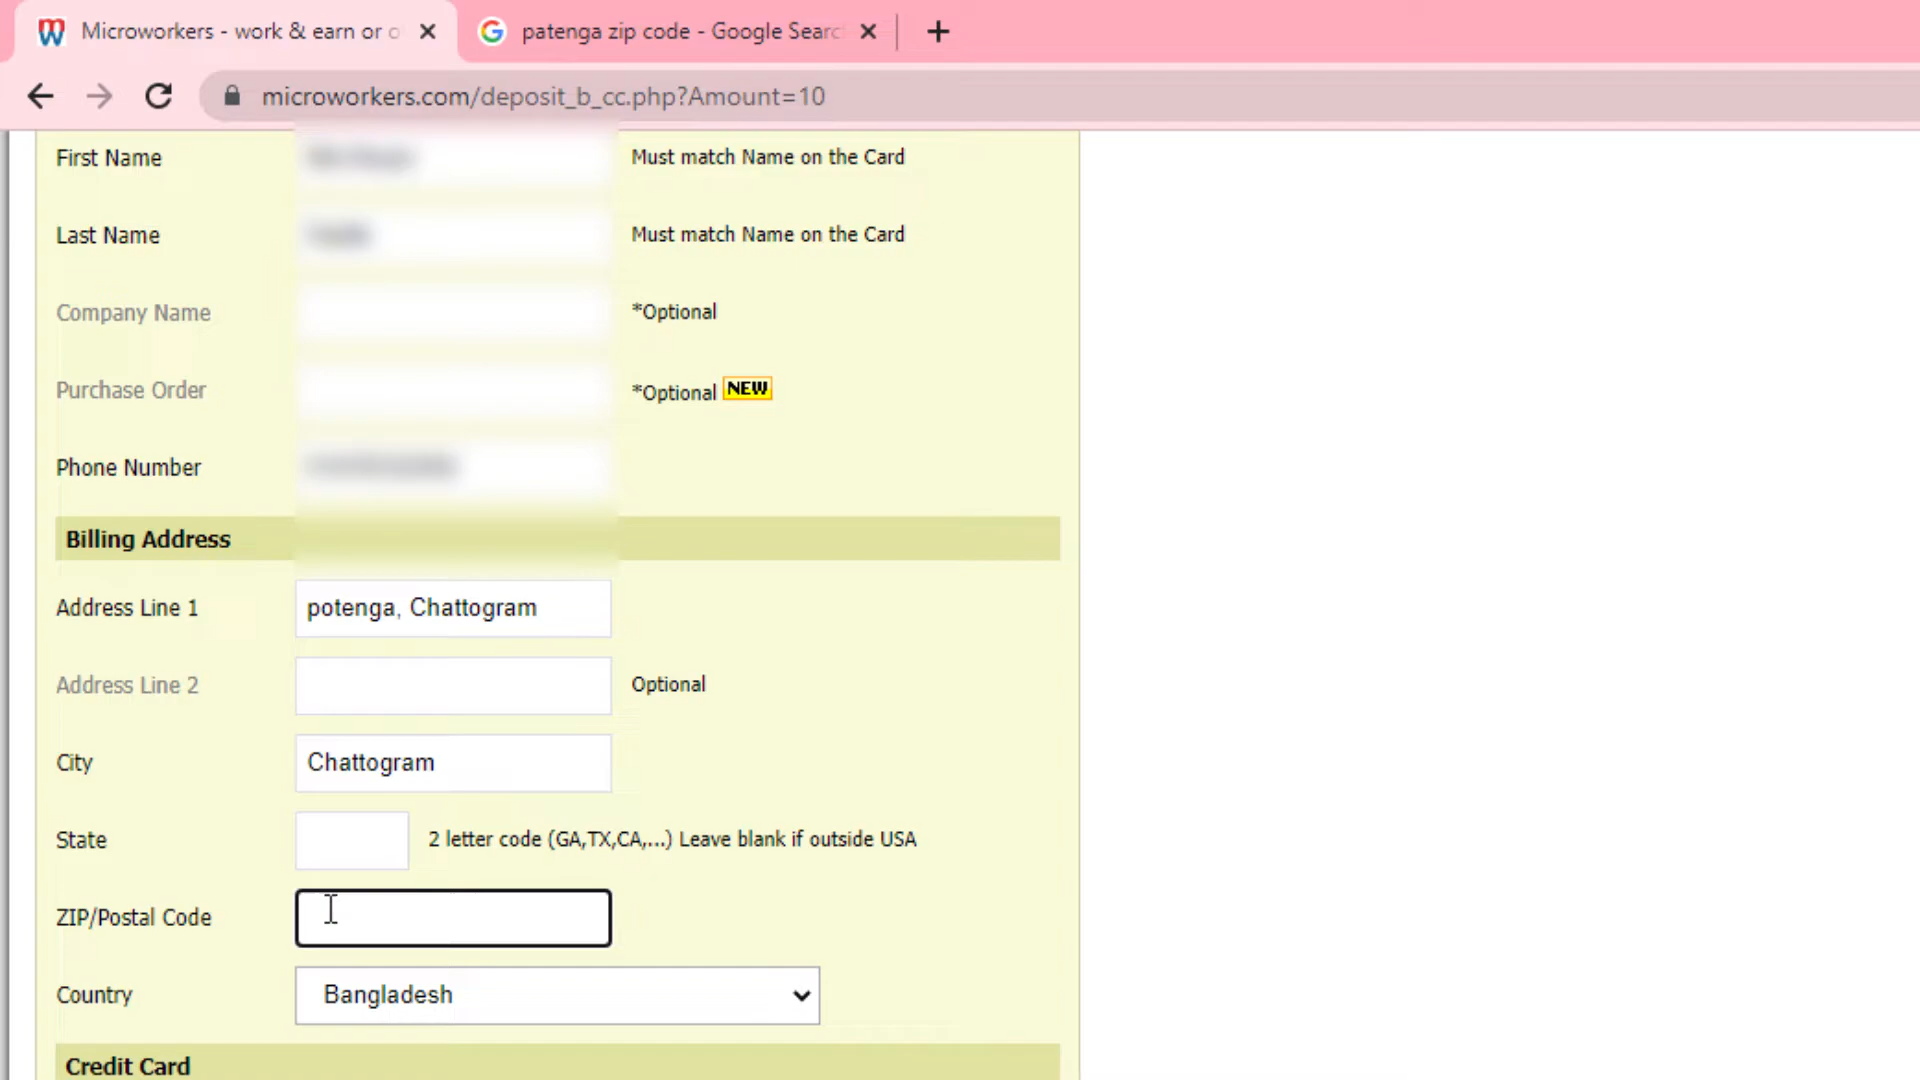 Microworkers - work & earn or o
patenga zip code - Google Searc
microworkers.com/deposit_b_cc.php?Amount=10
First Name Must match Name on the Card
Last Name Must match Name on the Card
Company Name *Optional
Purchase Order *Optional NEW
Phone Number
Billing Address
Address Line 1 potenga, Chattogram
Address Line 2 Optional
City Chattogram
State 2 letter code (GA,TX,CA,...) Leave blank if outside USA
ZIP/Postal Code
Country Bangladesh
Credit Card